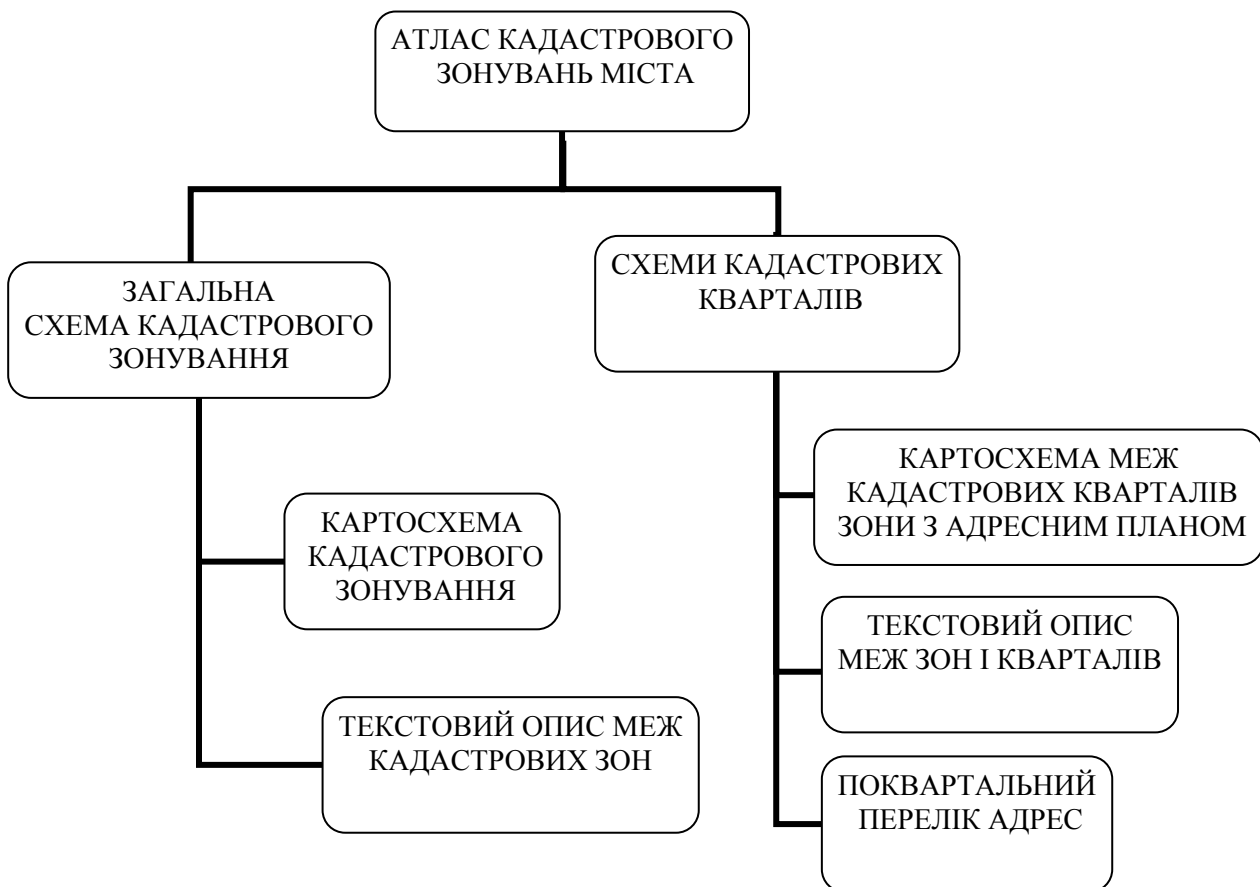 АТЛАС КАДАСТРОВОГО
ЗОНУВАНЬ МІСТА
ЗАГАЛЬНА
СХЕМА КАДАСТРОВОГО
ЗОНУВАННЯ
СХЕМИ КАДАСТРОВИХ
КВАРТАЛІВ
КАРТОСХЕМА
КАДАСТРОВОГО
ЗОНУВАННЯ
ТЕКСТОВИЙ ОПИС МЕЖ
КАДАСТРОВИХ ЗОН
КАРТОСХЕМА МЕЖ
КАДАСТРОВИХ КВАРТАЛІВ
ЗОНИ З АДРЕСНИМ ПЛАНОМ
ТЕКСТОВИЙ ОПИС
МЕЖ ЗОН І КВАРТАЛІВ
ПОКВАРТАЛЬНИЙ
ПЕРЕЛІК АДРЕС